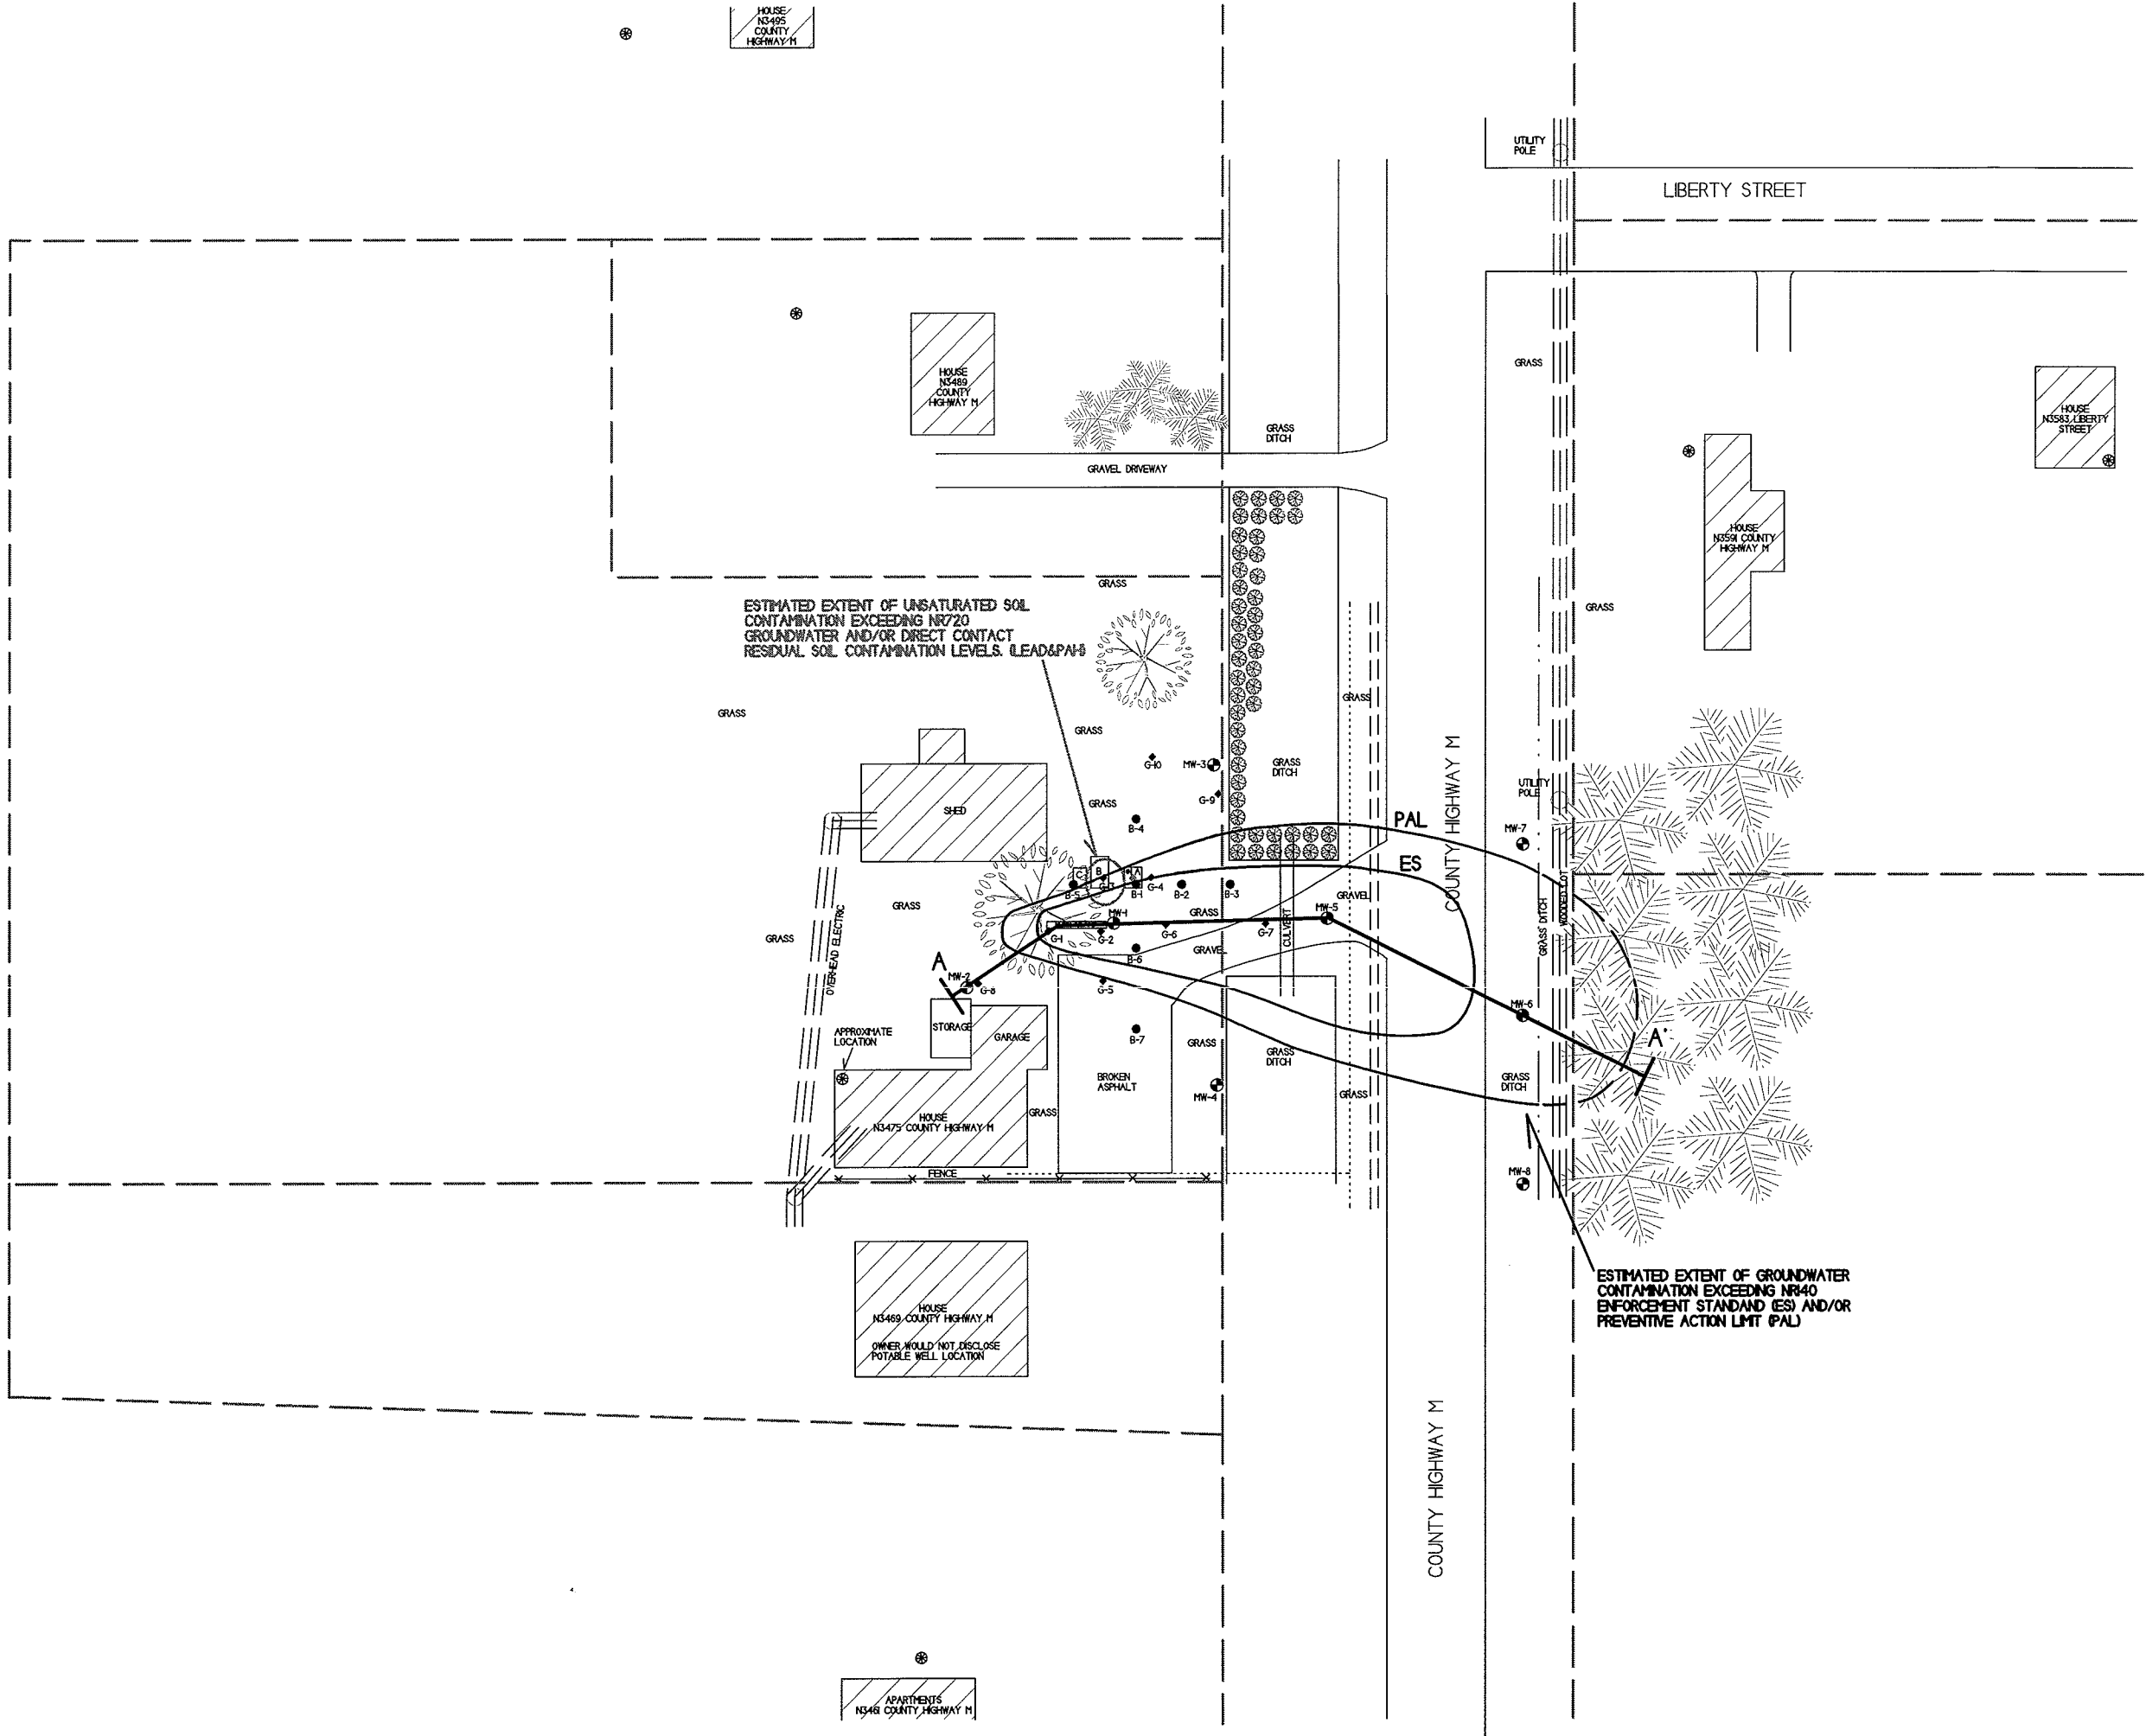 HOUSE
N3495
COUNTY
HIGHWAY M
UTILITY
POLE
LIBERTY STREET
HOUSE
N3489
COUNTY
HIGHWAY M
GRASS
DITCH
GRASS
HOUSE
N3583 LIBERTY
STREET
GRAVEL DRIVEWAY
HOUSE
N3591 COUNTY
HIGHWAY M
GRASS
GRASS
ESTIMATED EXTENT OF UNSATURATED SOIL
CONTAMINATION EXCEEDING NR720
GROUNDWATER AND/OR DIRECT CONTACT
RESIDUAL SOIL CONTAMINATION LEVELS. (LEAD&PAH)
GRASS
GRASS
GRASS
COUNTY HIGHWAY M
G-10
MW-3
GRASS
DITCH
SHED
GRASS
G-9
UTILITY
POLE
B-4
PAL
MW-7
ES
C
B
A
G-3
G-4
B-5
B-1
B-2
B-3
GRAVEL
WOODED LOT
GRASS
OVERHEAD ELECTRIC
MW-1
GRASS
MW-5
G-1
G-2
G-6
G-7
CULVERT
GRASS
GRASS DITCH
B-6
GRAVEL
A
MW-2
G-8
G-5
MW-6
STORAGE
GARAGE
APPROXIMATE
LOCATION
B-7
GRASS
GRASS
DITCH
A'
BROKEN
ASPHALT
GRASS
DITCH
MW-4
GRASS
GRASS
HOUSE
N3475 COUNTY HIGHWAY M
FENCE
MW-8
HOUSE
N3469 COUNTY HIGHWAY M
OWNER WOULD NOT DISCLOSE
POTABLE WELL LOCATION
ESTIMATED EXTENT OF GROUNDWATER
CONTAMINATION EXCEEDING NR140
ENFORCEMENT STANDAND (ES) AND/OR
PREVENTIVE ACTION LIMIT (PAL)
COUNTY HIGHWAY M
APARTMENTS
N3461 COUNTY HIGHWAY M